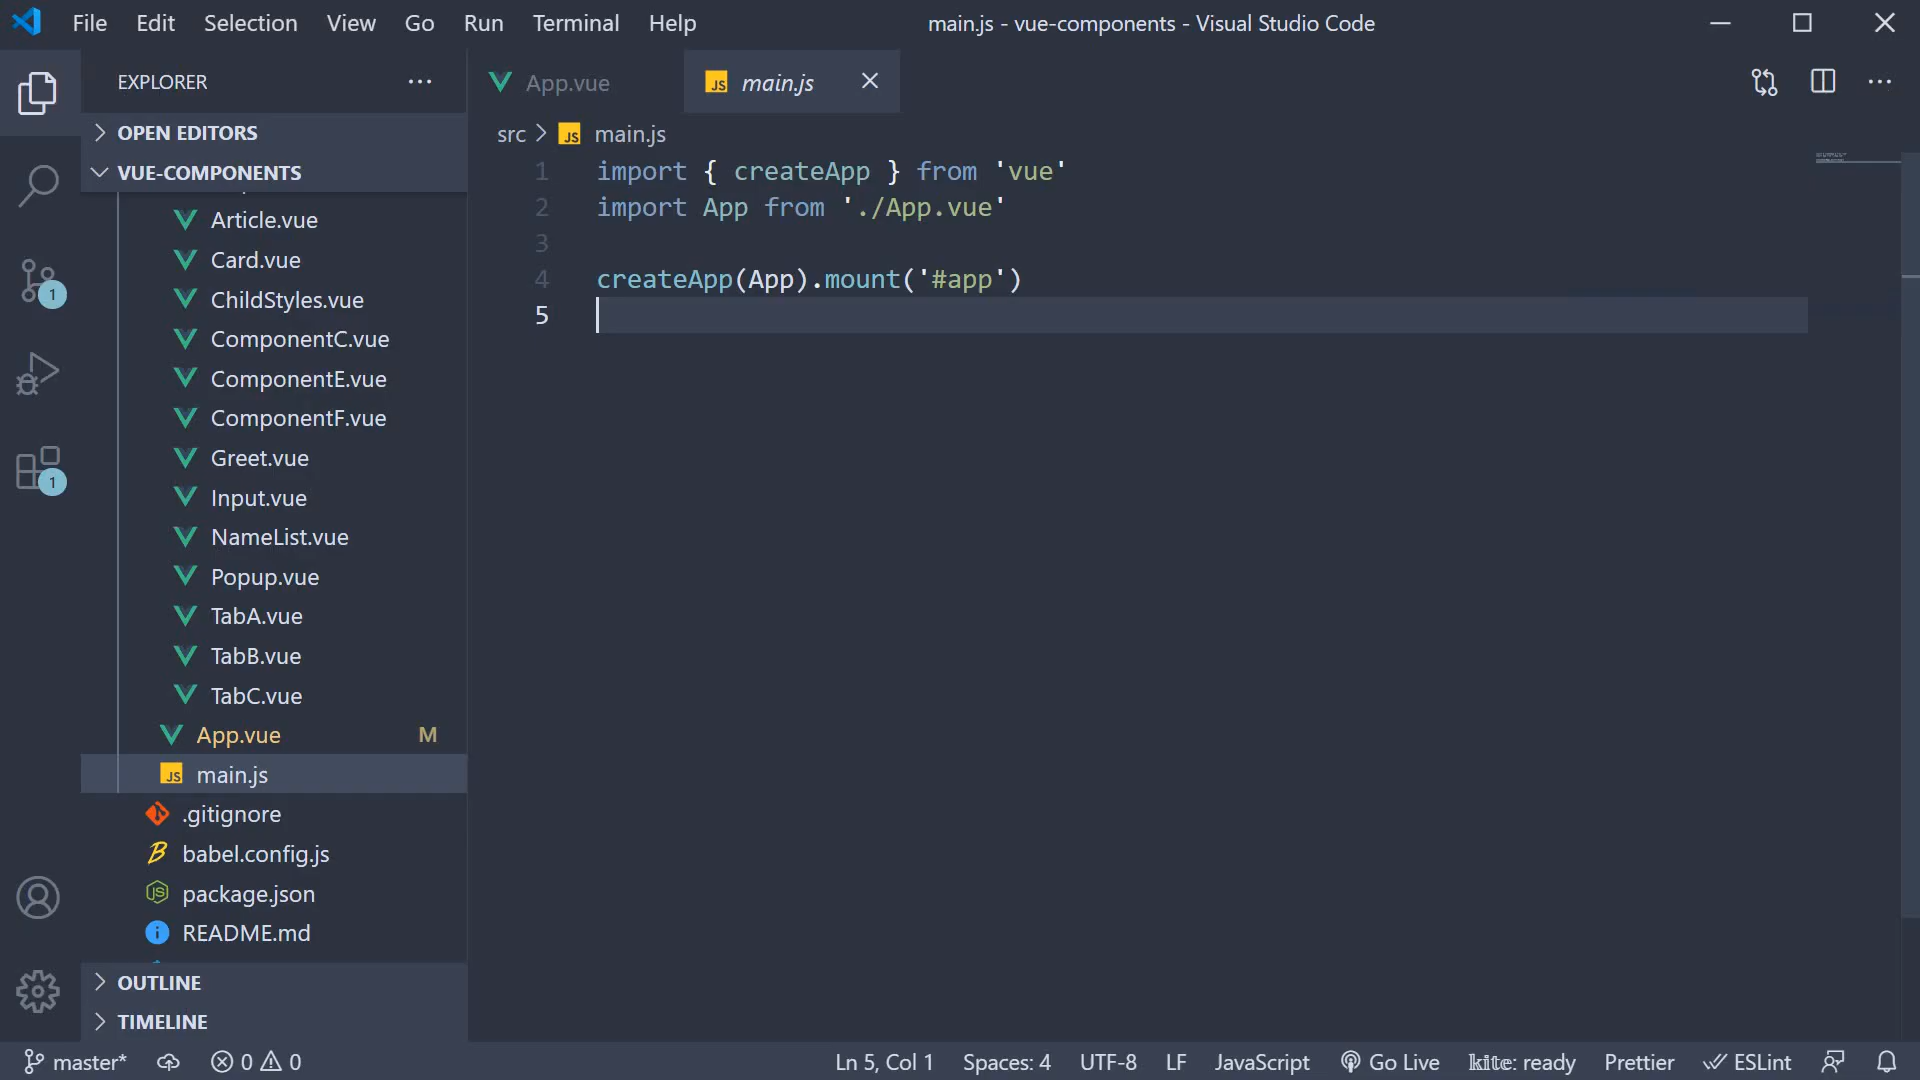 File Edit Selection View Go Run Terminal Help
main.js - vue-components - Visual Studio Code
EXPLORER
OPEN EDITORS
VUE-COMPONENTS
Article.vue
Card.vue
ChildStyles.vue
ComponentC.vue
ComponentE.vue
ComponentF.vue
Greet.vue
Input.vue
NameList.vue
Popup.vue
TabA.vue
TabB.vue
TabC.vue
App.vue M
JS main.js
.gitignore
babel.config.js
package.json
README.md
OUTLINE
TIMELINE
1
1
App.vue
JS main.js
src > JS main.js
1 import { createApp } from 'vue'
2 import App from './App.vue'
3
4 createApp(App).mount('#app')
5
master* 0 0
Ln 5, Col 1 Spaces: 4 UTF-8 LF JavaScript Go Live kite: ready Prettier ESLint